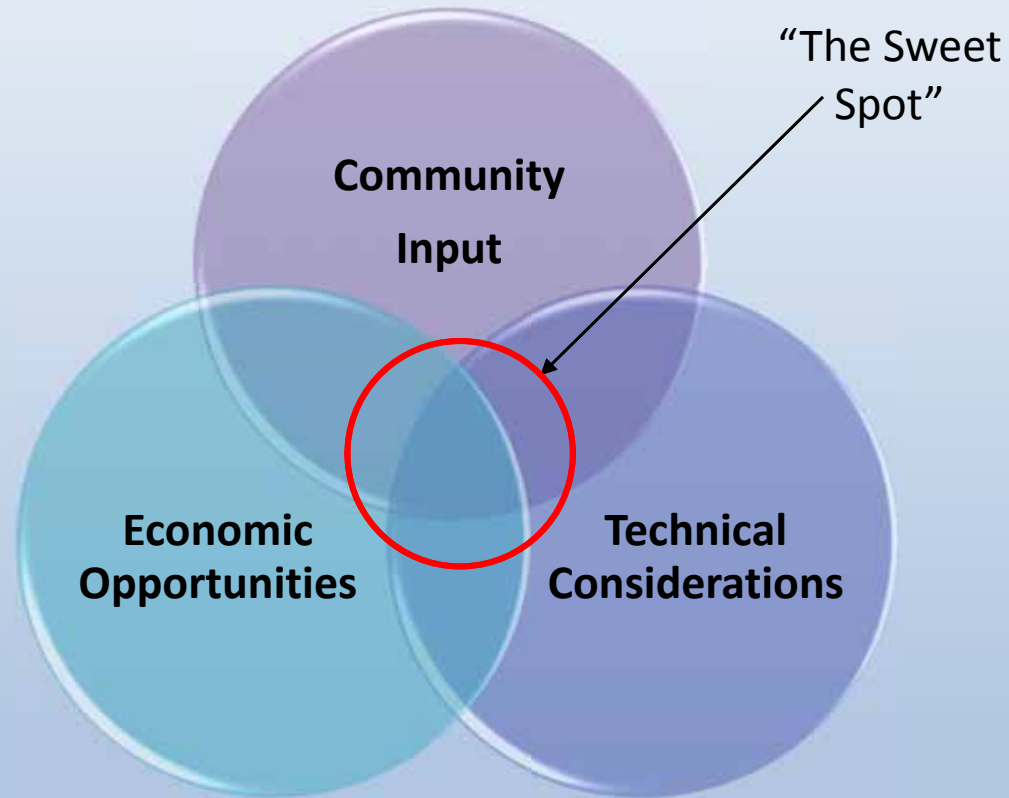 “The Sweet
Spot”
Community
Input
Economic
Opportunities
Technical
Considerations